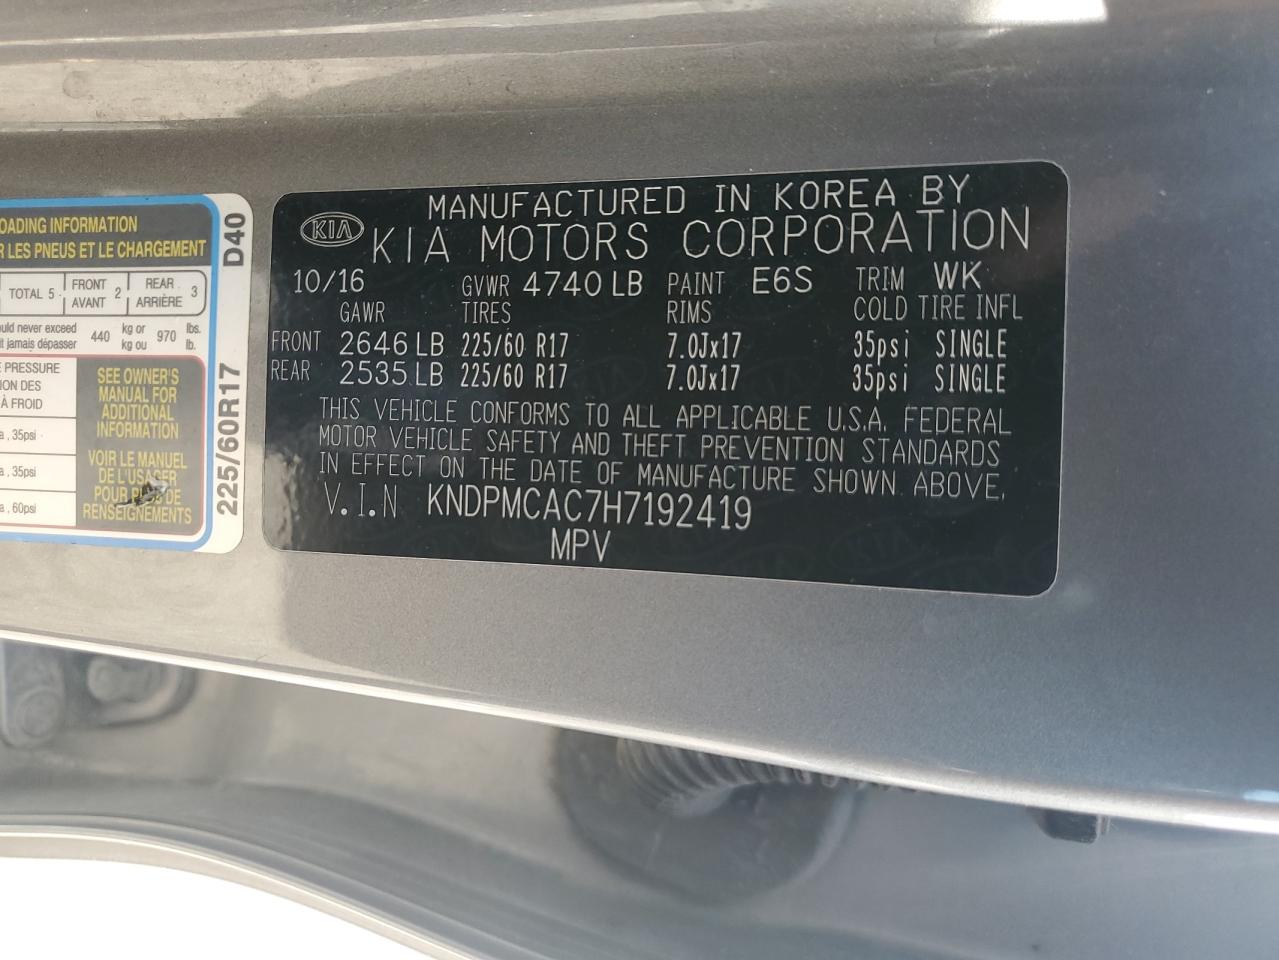 OADING INFORMATION
R LES PNEUS ET LE CHARGEMENT
TOTAL 5
FRONT
AVANT 2
REAR
ARRIÈRE 3
uld never exceed
it jamais dépasser
440 kg or
kg ou
970 lbs.
lb.
E PRESSURE
ION DES
À FROID
a , 35psi
a , 35psi
a , 60psi
SEE OWNER'S
MANUAL FOR
ADDITIONAL
INFORMATION
VOIR LE MANUEL
DE L'USAGER
POUR PLUS DE
RENSEIGNEMENTS
225/60R17 D40
KIA
MANUFACTURED IN KOREA BY
KIA MOTORS CORPORATION
10/16 GVWR 4740 LB PAINT E6S TRIM WK
GAWR TIRES RIMS COLD TIRE INFL
FRONT 2646 LB 225/60 R17 7.0Jx17 35psi SINGLE
REAR 2535 LB 225/60 R17 7.0Jx17 35psi SINGLE
THIS VEHICLE CONFORMS TO ALL APPLICABLE U.S.A. FEDERAL
MOTOR VEHICLE SAFETY AND THEFT PREVENTION STANDARDS
IN EFFECT ON THE DATE OF MANUFACTURE SHOWN ABOVE.
V.I.N KNDPMCAC7H7192419
MPV